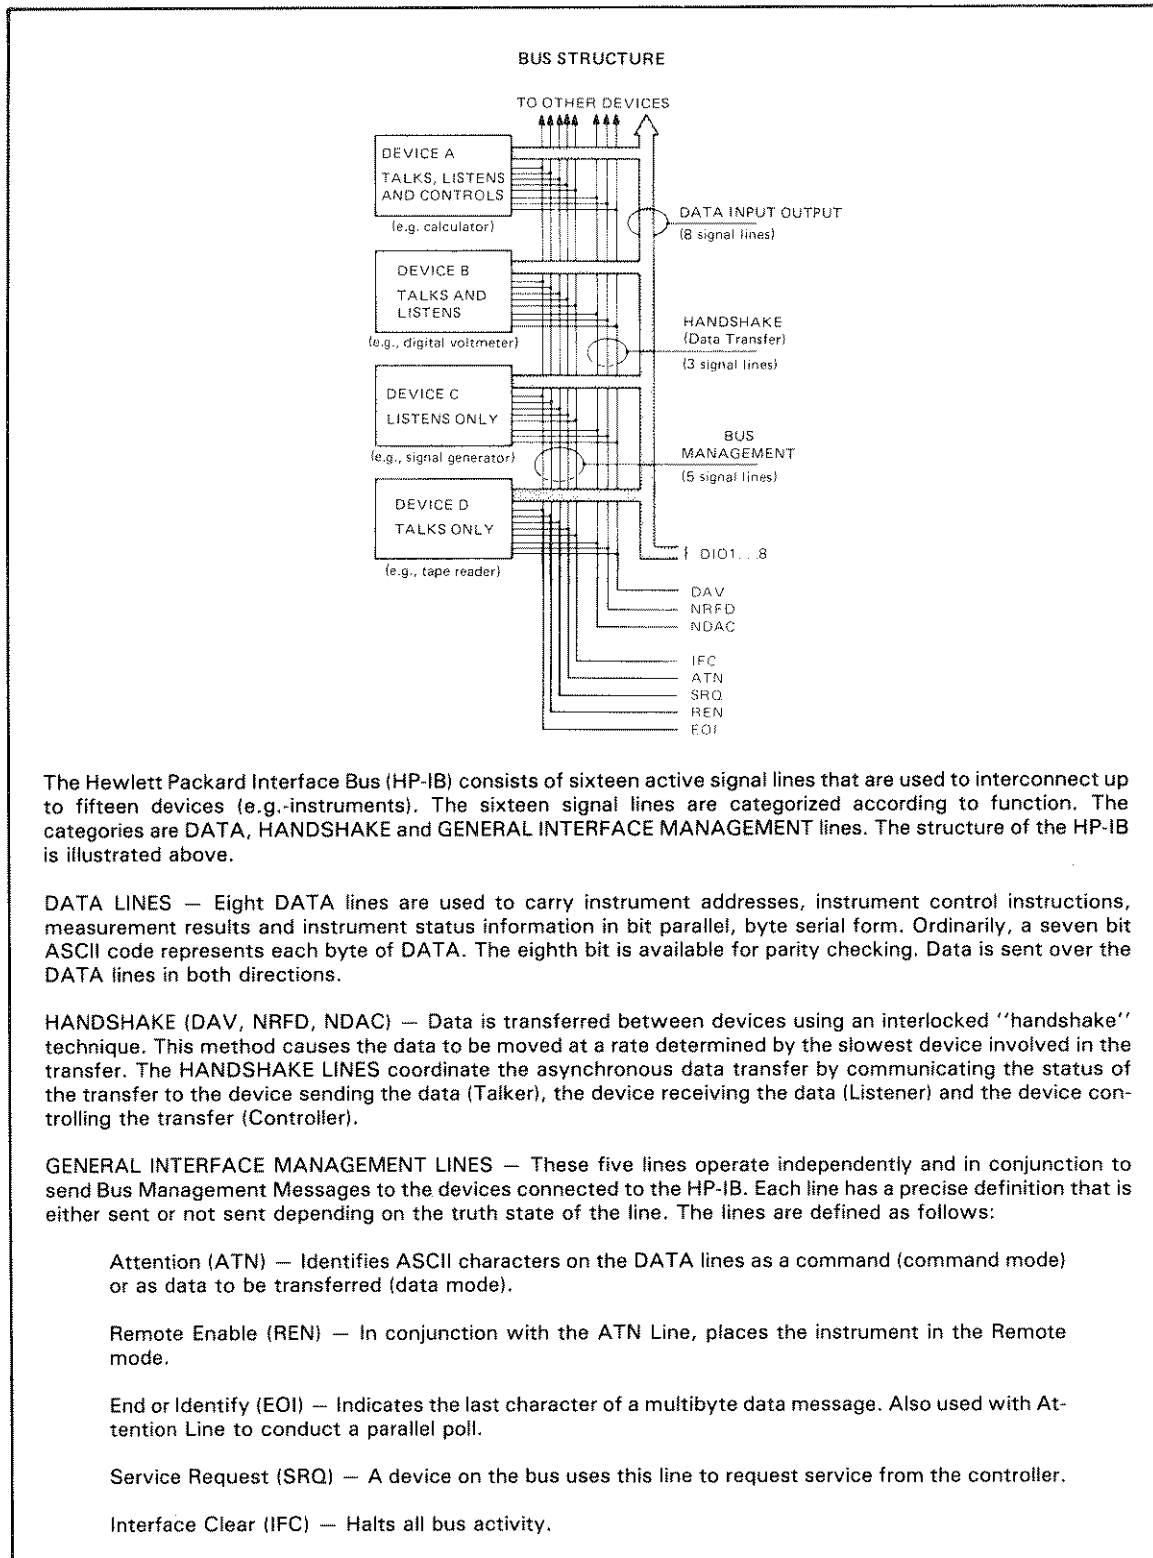 BUS STRUCTURE
TO OTHER DEVICES
DEVICE A
TALKS, LISTENS
AND CONTROLS
(e.g. calculator)
DATA INPUT OUTPUT
(8 signal lines)
DEVICE B
TALKS AND
LISTENS
(e.g., digital voltmeter)
HANDSHAKE
(Data Transfer)
(3 signal lines)
DEVICE C
LISTENS ONLY
(e.g., signal generator)
BUS
MANAGEMENT
(5 signal lines)
DEVICE D
TALKS ONLY
(e.g., tape reader)
DIO1...8
DAV
NRFD
NDAC
IFC
ATN
SRQ
REN
EOI
The Hewlett Packard Interface Bus (HP-IB) consists of sixteen active signal lines that are used to interconnect up
to fifteen devices (e.g.-instruments). The sixteen signal lines are categorized according to function. The
categories are DATA, HANDSHAKE and GENERAL INTERFACE MANAGEMENT lines. The structure of the HP-IB
is illustrated above.
DATA LINES — Eight DATA lines are used to carry instrument addresses, instrument control instructions,
measurement results and instrument status information in bit parallel, byte serial form. Ordinarily, a seven bit
ASCII code represents each byte of DATA. The eighth bit is available for parity checking. Data is sent over the
DATA lines in both directions.
HANDSHAKE (DAV, NRFD, NDAC) — Data is transferred between devices using an interlocked ''handshake''
technique. This method causes the data to be moved at a rate determined by the slowest device involved in the
transfer. The HANDSHAKE LINES coordinate the asynchronous data transfer by communicating the status of
the transfer to the device sending the data (Talker), the device receiving the data (Listener) and the device con-
trolling the transfer (Controller).
GENERAL INTERFACE MANAGEMENT LINES — These five lines operate independently and in conjunction to
send Bus Management Messages to the devices connected to the HP-IB. Each line has a precise definition that is
either sent or not sent depending on the truth state of the line. The lines are defined as follows:
Attention (ATN) — Identifies ASCII characters on the DATA lines as a command (command mode)
or as data to be transferred (data mode).
Remote Enable (REN) — In conjunction with the ATN Line, places the instrument in the Remote
mode.
End or Identify (EOI) — Indicates the last character of a multibyte data message. Also used with At-
tention Line to conduct a parallel poll.
Service Request (SRQ) — A device on the bus uses this line to request service from the controller.
Interface Clear (IFC) — Halts all bus activity.